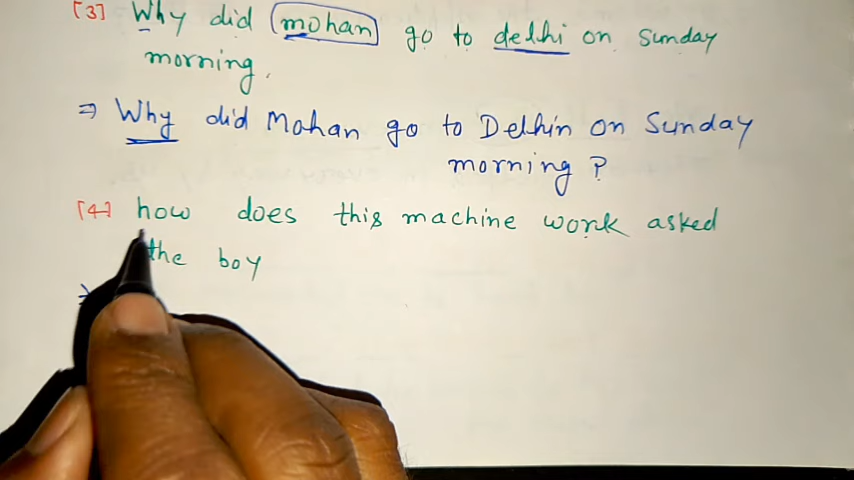 [3] Why did mohan go to delhi on Sunday
morning.
⇒ Why did Mohan go to Delhin on Sunday
morning ?
[4] how does this machine work asked
the boy